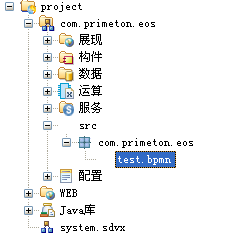 project
com.primeton.eos
展现
构件
数据
运算
服务
src
com.primeton.eos
test.bpmn
配置
WEB
Java库
system.sdvx